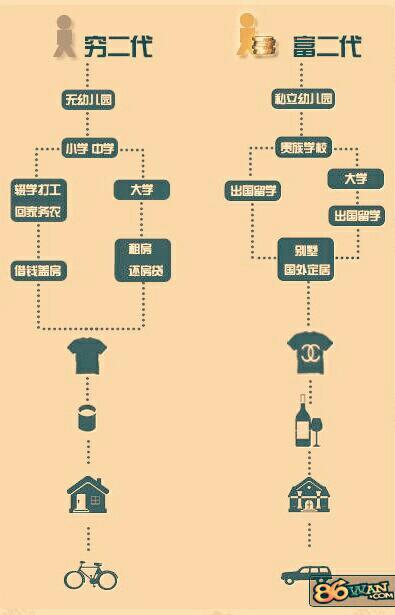 穷二代
无幼儿园
小学 中学
辍学打工
回家务农
大学
借钱盖房
租房
还房贷
富二代
私立幼儿园
贵族学校
出国留学
大学
出国留学
别墅
国外定居
86WAN.COM